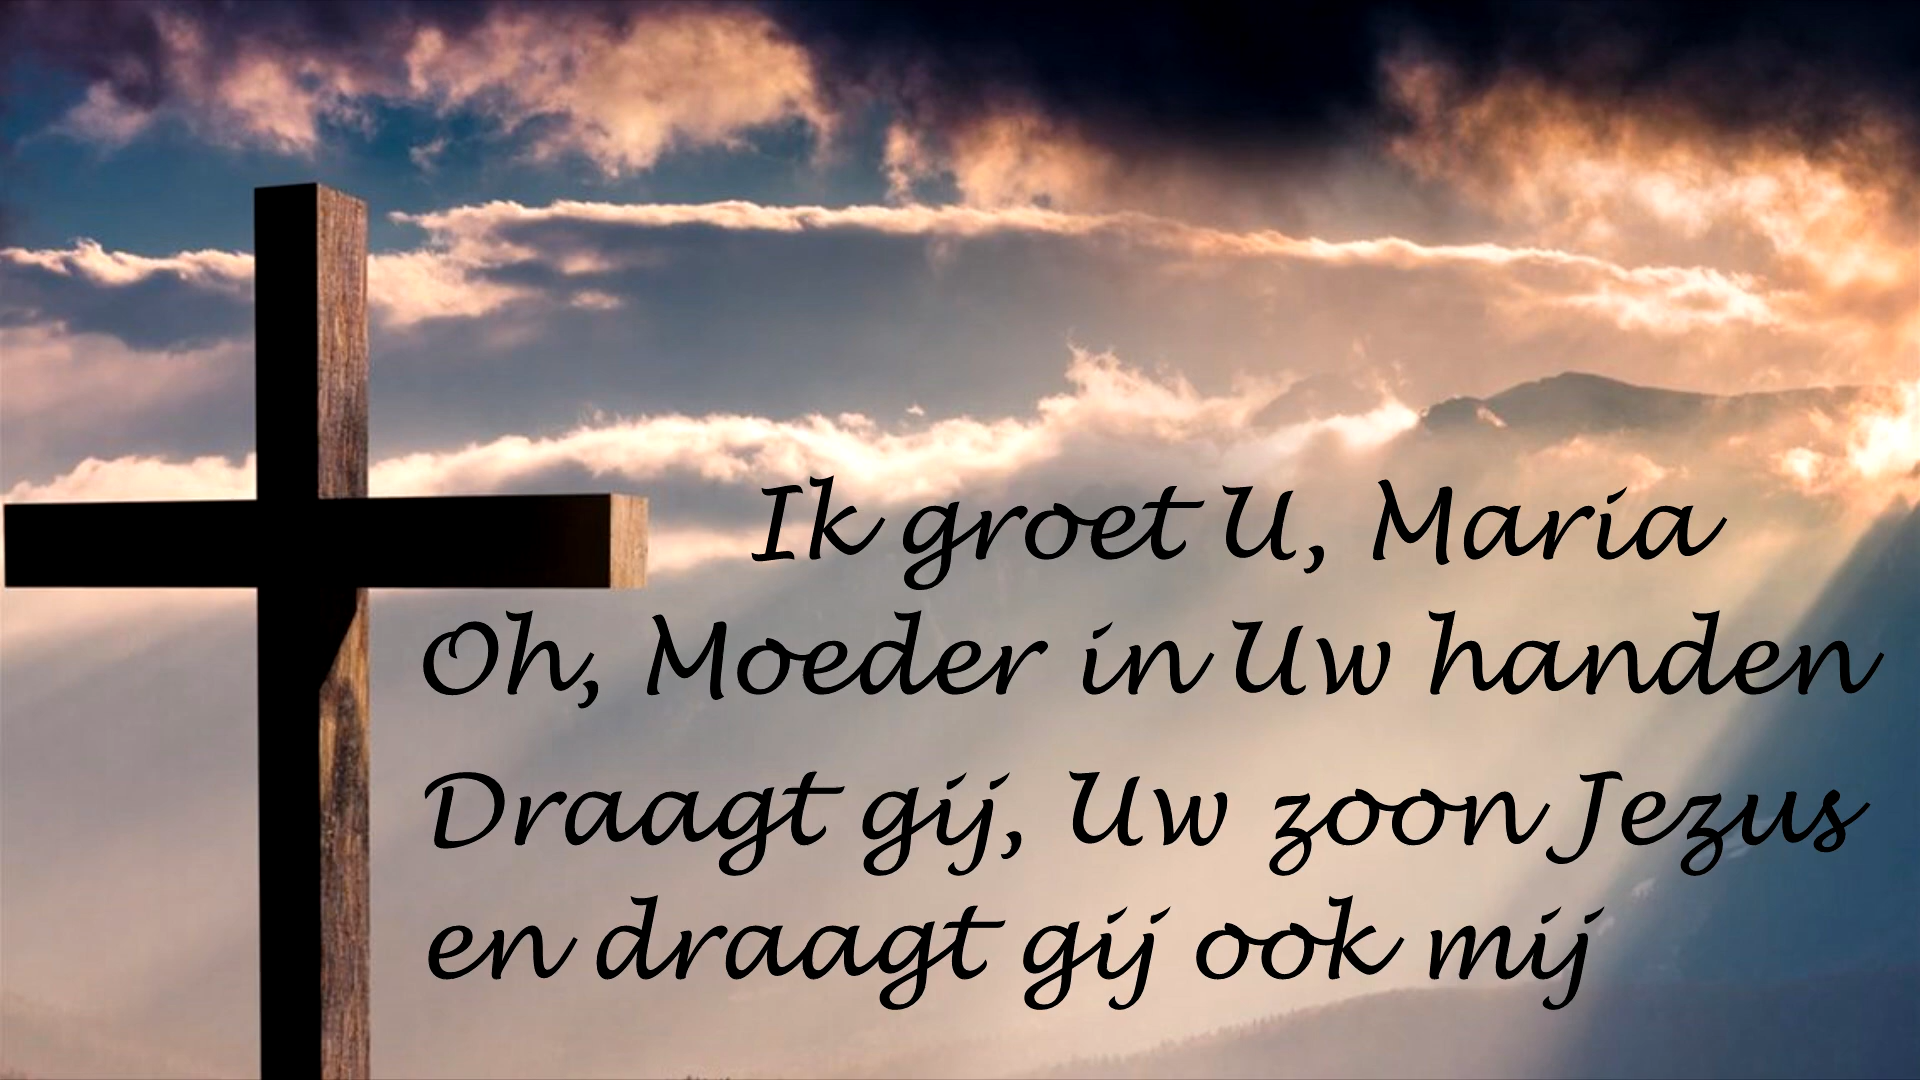 Ik groet U, Maria
Oh, Moeder in Uw handen
Draagt gij, Uw zoon Jezus
en draagt gij ook mij